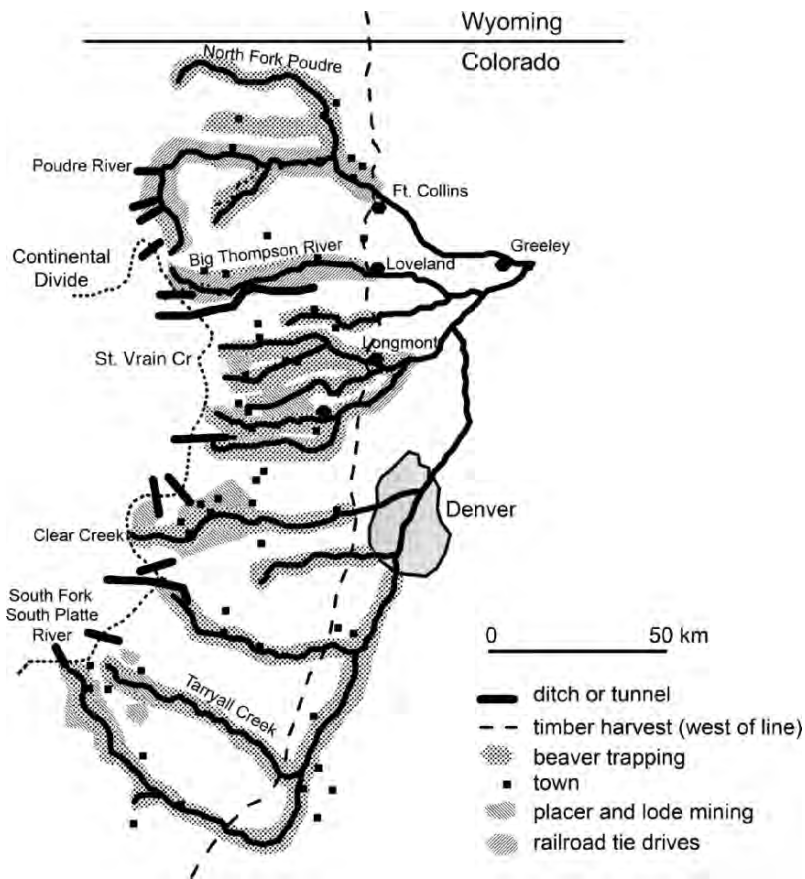 Wyoming
Colorado
North Fork Poudre
Poudre River
Ft. Collins
Continental
Divide
Big Thompson River
Greeley
Loveland
St. Vrain Cr
Longmont
Denver
Clear Creek
South Fork
South Platte
River
Tarryall Creek
0 50 km
ditch or tunnel
timber harvest (west of line)
beaver trapping
town
placer and lode mining
railroad tie drives